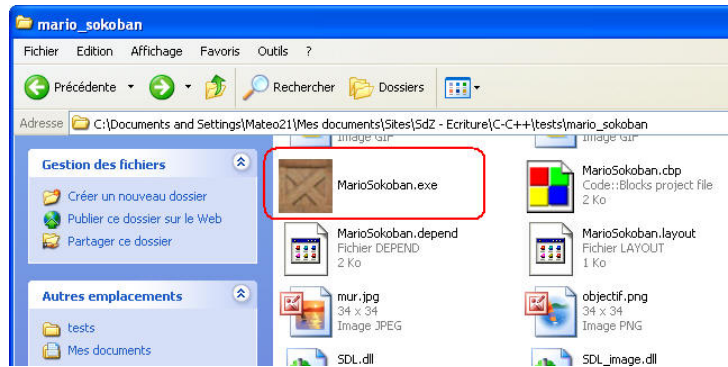 mario_sokoban
Fichier Edition Affichage Favoris Outils ?
Précédente Rechercher Dossiers
Adresse C:\Documents and Settings\Mateo21\Mes documents\Sites\SdZ - Ecriture\C-C++\tests\mario_sokoban
Image GIF Image GIF
Gestion des fichiers
Créer un nouveau dossier
Publier ce dossier sur le Web
Partager ce dossier
Autres emplacements
tests
Mes documents
MarioSokoban.exe
MarioSokoban.cbp
Code::Blocks project file
2 Ko
MarioSokoban.depend
Fichier DEPEND
2 Ko
MarioSokoban.layout
Fichier LAYOUT
1 Ko
mur.jpg
34 x 34
Image JPEG
objectif.png
34 x 34
Image PNG
SDL.dll
SDL_image.dll